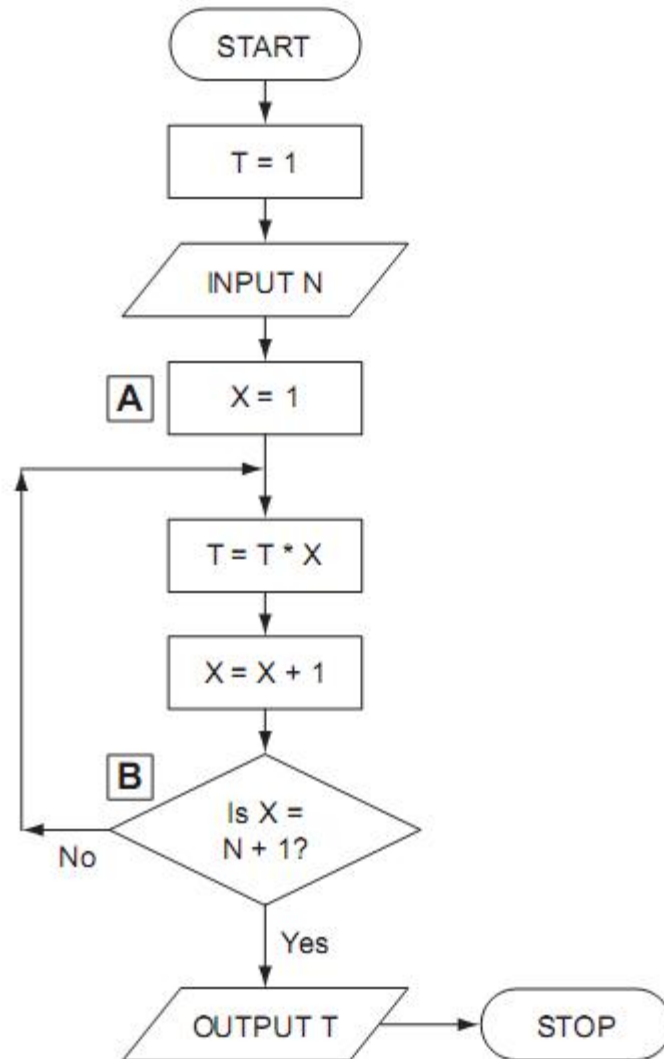 START
T = 1
INPUT N
A
X = 1
T = T * X
X = X + 1
B
Is X =
N + 1?
No
Yes
OUTPUT T
STOP